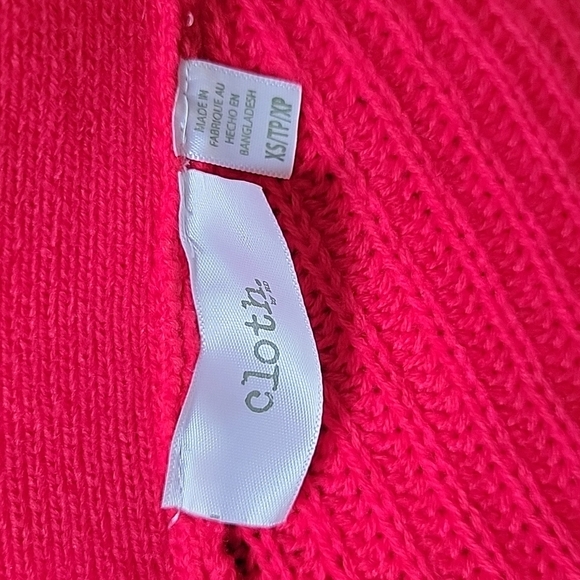 MADE IN
FABRIQUE AU
HECHO EN
BANGLADESH
XS/TP/XP
cloth